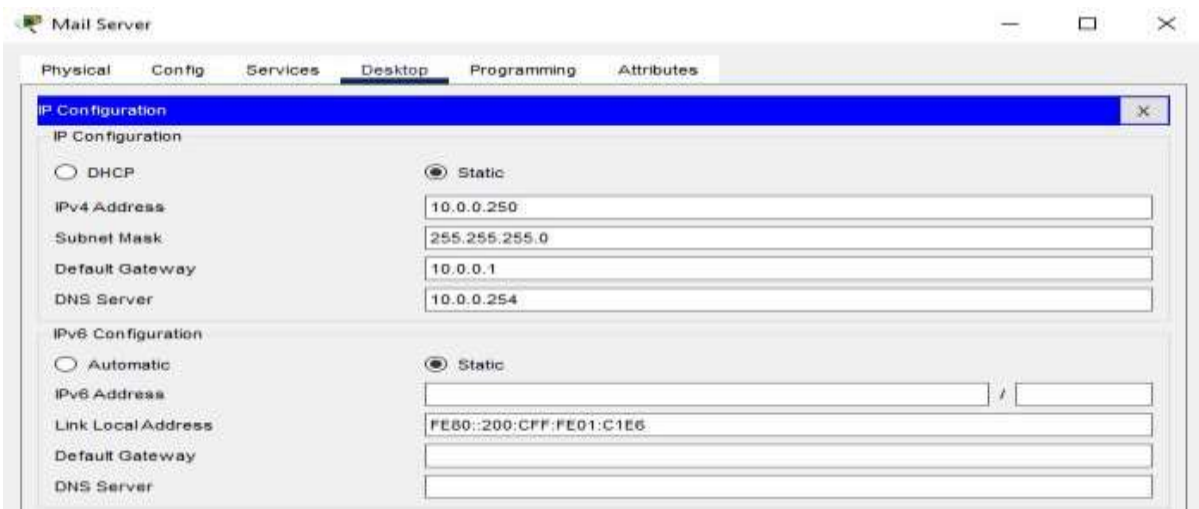 Mail Server
Physical Config Services Desktop Programming Attributes
IP Configuration X
IP Configuration
DHCP Static
IPv4 Address 10.0.0.250
Subnet Mask 255.255.255.0
Default Gateway 10.0.0.1
DNS Server 10.0.0.254
IPv6 Configuration
Automatic Static
IPv6 Address /
Link Local Address FE80::200:CFF:FE01:C1E6
Default Gateway
DNS Server